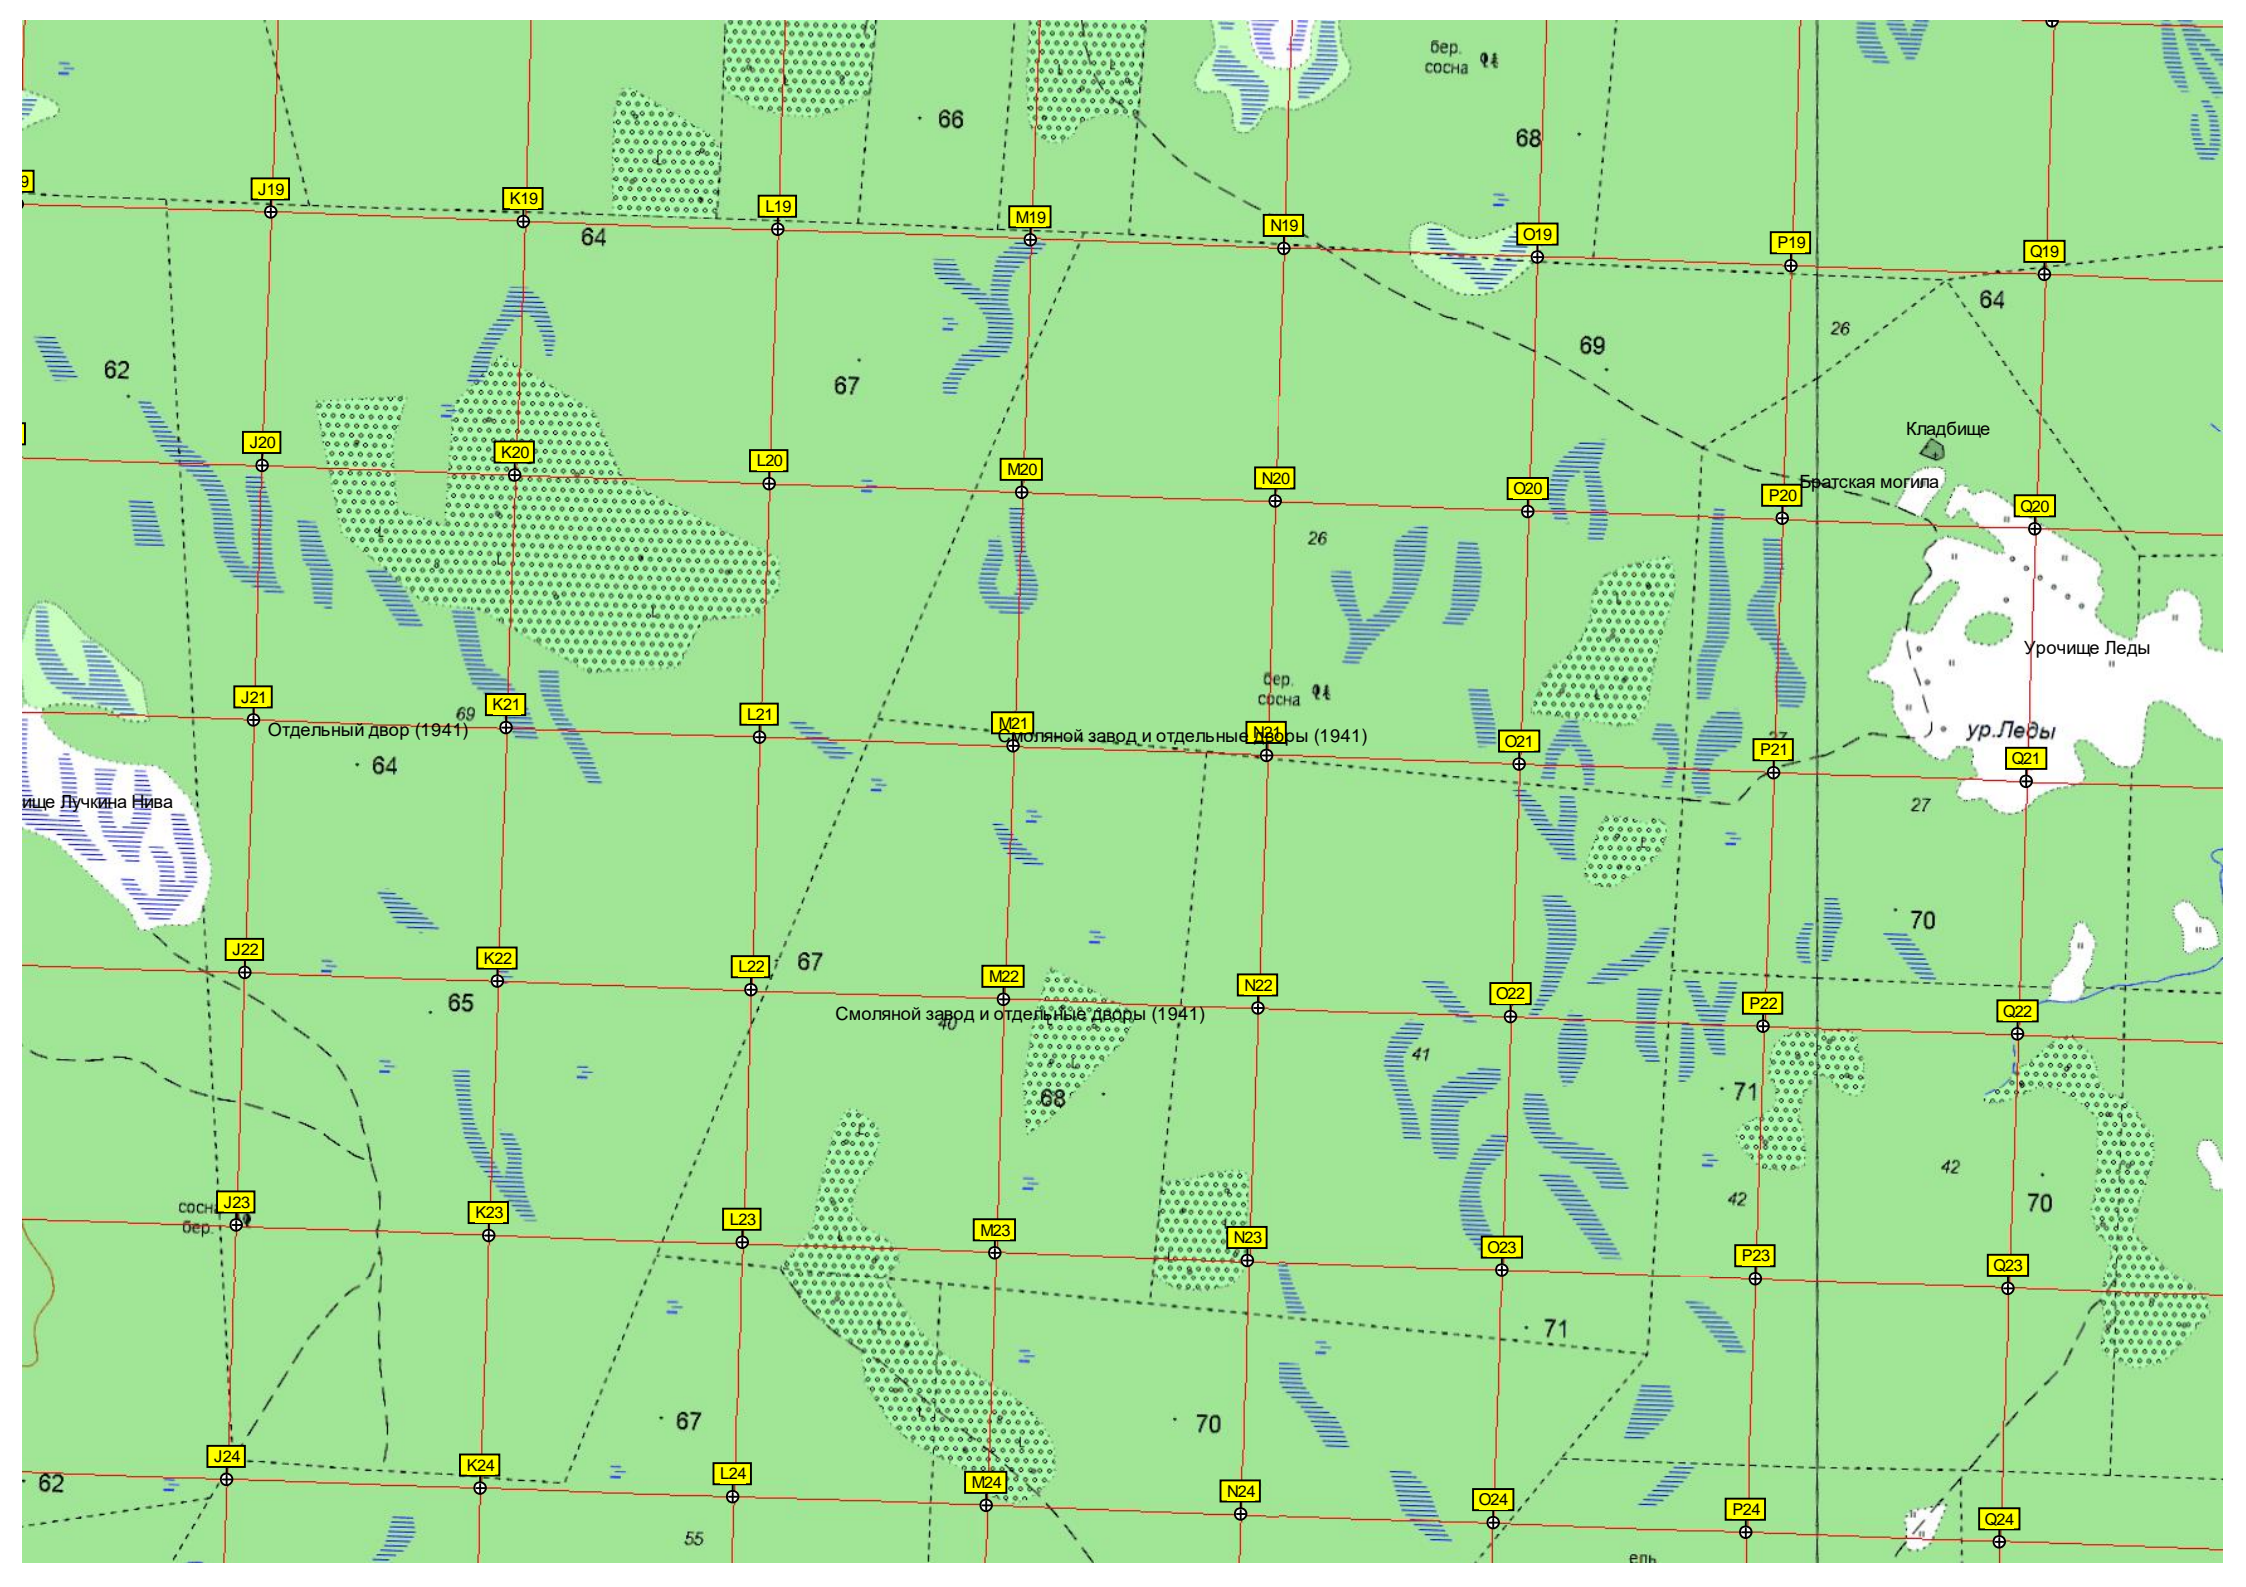 бер.
сосна
66
68
9
J19
K19
L19
M19
N19
O19
P19
Q19
64
64
26
62
67
69
Кладбище
J20
K20
L20
M20
N20
O20
P20
Братская могила
Q20
26
Урочище Леды
бер.
сосна
J21
69
K21
L21
M21
N21
O21
P21
Q21
Отдельный двор (1941)
Смоляной завод и отдельные дворы (1941)
ур.Леды
64
ище Лучкина Нива
27
70
J22
K22
L22
67
M22
N22
O22
P22
Q22
65
Смоляной завод и отдельные дворы (1941)
40
41
68
71
42
42
70
сосна
бер.
J23
K23
L23
M23
N23
O23
P23
Q23
71
67
70
62
J24
K24
L24
M24
N24
O24
P24
Q24
55
ель